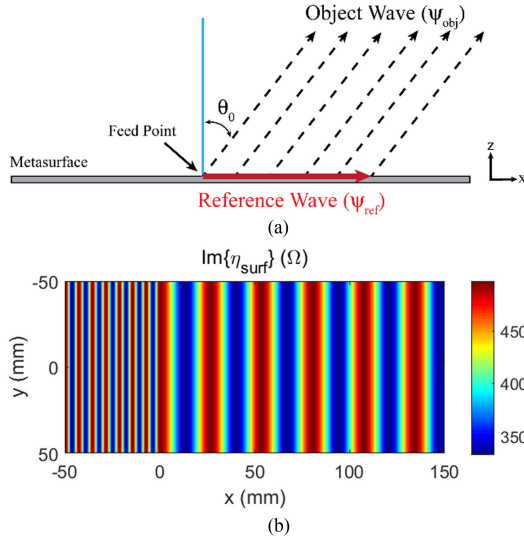 Object Wave (Ψobj)
θ0
Feed Point
Metasurface
z
x
Reference Wave (Ψref)
(a)
Im{ηsurf} (Ω)
-50
0
50
y (mm)
-50 0 50 100 150
x (mm)
450
400
350
(b)